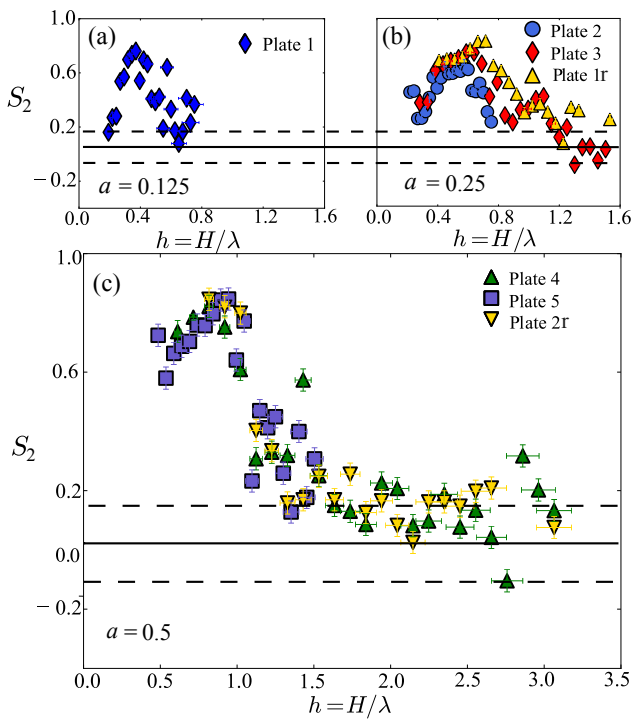 (a)
Plate 1
1.0
0.6
0.2
−0.2
S₂
a = 0.125
0.0 0.4 0.8 1.2 1.6
h = H/λ
(b)
Plate 2
Plate 3
Plate 1r
a = 0.25
0.0 0.4 0.8 1.2 1.6
h = H/λ
(c)
Plate 4
Plate 5
Plate 2r
1.0
0.6
0.2
0.0
−0.2
S₂
a = 0.5
0.0 0.5 1.0 1.5 2.0 2.5 3.0 3.5
h = H/λ